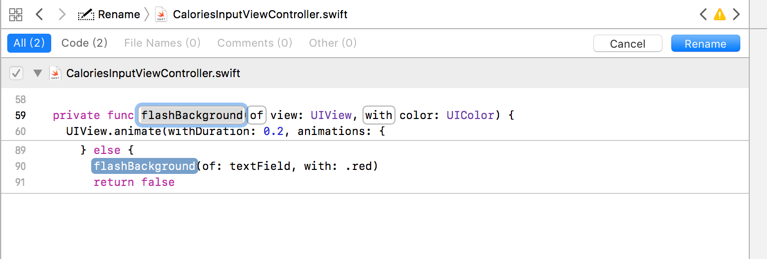 Rename CaloriesInputViewController.swift
All (2) Code (2) File Names (0) Comments (0) Other (0) Cancel Rename
CaloriesInputViewController.swift
58
59 private func flashBackground(of view: UIView, with color: UIColor) {
60 UIView.animate(withDuration: 0.2, animations: {
89 } else {
90 flashBackground(of: textField, with: .red)
91 return false